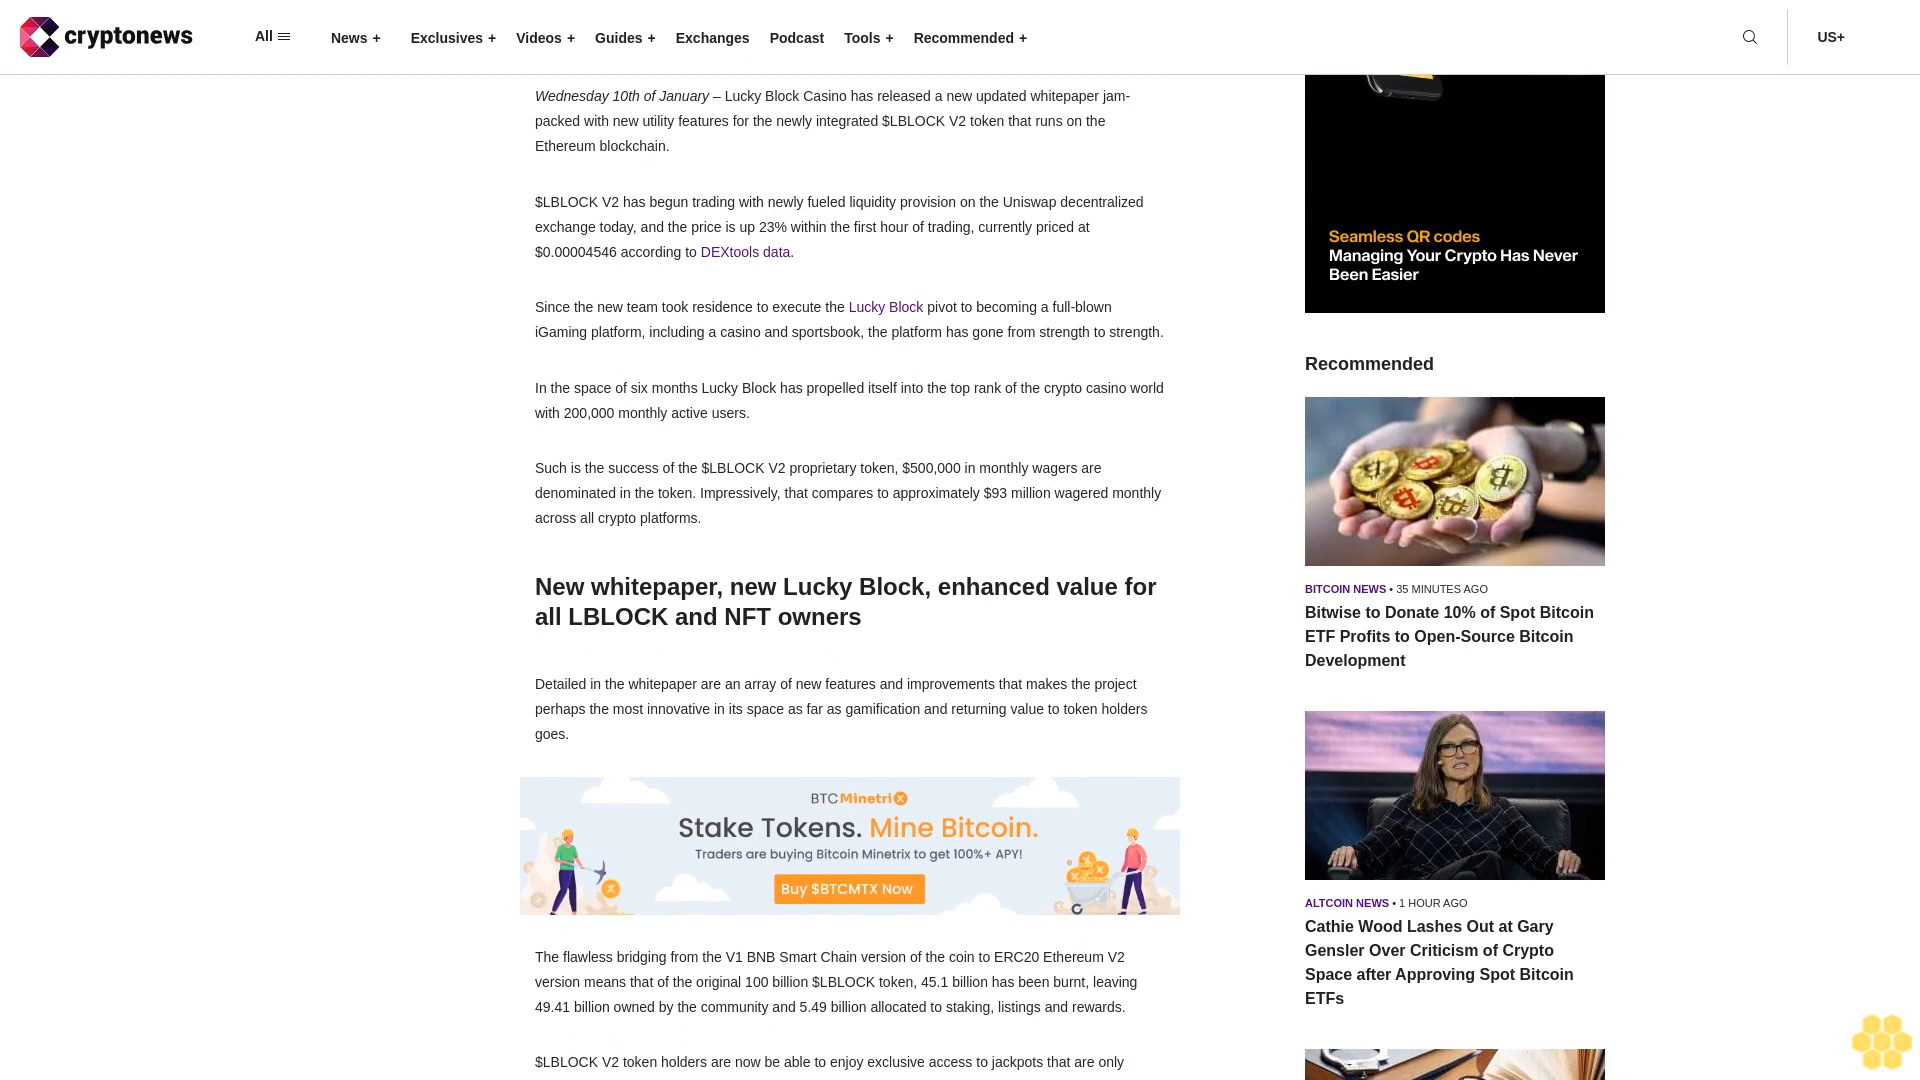 cryptonews
All
News +
Exclusives +
Videos +
Guides +
Exchanges
Podcast
Tools +
Recommended +
US+
Wednesday 10th of January – Lucky Block Casino has released a new updated whitepaper jam-
packed with new utility features for the newly integrated $LBLOCK V2 token that runs on the
Ethereum blockchain.
$LBLOCK V2 has begun trading with newly fueled liquidity provision on the Uniswap decentralized
exchange today, and the price is up 23% within the first hour of trading, currently priced at
$0.00004546 according to DEXtools data.
Since the new team took residence to execute the Lucky Block pivot to becoming a full-blown
iGaming platform, including a casino and sportsbook, the platform has gone from strength to strength.
In the space of six months Lucky Block has propelled itself into the top rank of the crypto casino world
with 200,000 monthly active users.
Such is the success of the $LBLOCK V2 proprietary token, $500,000 in monthly wagers are
denominated in the token. Impressively, that compares to approximately $93 million wagered monthly
across all crypto platforms.
New whitepaper, new Lucky Block, enhanced value for
all LBLOCK and NFT owners
Detailed in the whitepaper are an array of new features and improvements that makes the project
perhaps the most innovative in its space as far as gamification and returning value to token holders
goes.
BTC Minetrix
Stake Tokens. Mine Bitcoin.
Traders are buying Bitcoin Minetrix to get 100%+ APY!
Buy $BTCMTX Now
The flawless bridging from the V1 BNB Smart Chain version of the coin to ERC20 Ethereum V2
version means that of the original 100 billion $LBLOCK token, 45.1 billion has been burnt, leaving
49.41 billion owned by the community and 5.49 billion allocated to staking, listings and rewards.
$LBLOCK V2 token holders are now be able to enjoy exclusive access to jackpots that are only
Seamless QR codes
Managing Your Crypto Has Never
Been Easier
Recommended
BITCOIN NEWS • 35 MINUTES AGO
Bitwise to Donate 10% of Spot Bitcoin
ETF Profits to Open-Source Bitcoin
Development
ALTCOIN NEWS • 1 HOUR AGO
Cathie Wood Lashes Out at Gary
Gensler Over Criticism of Crypto
Space after Approving Spot Bitcoin
ETFs